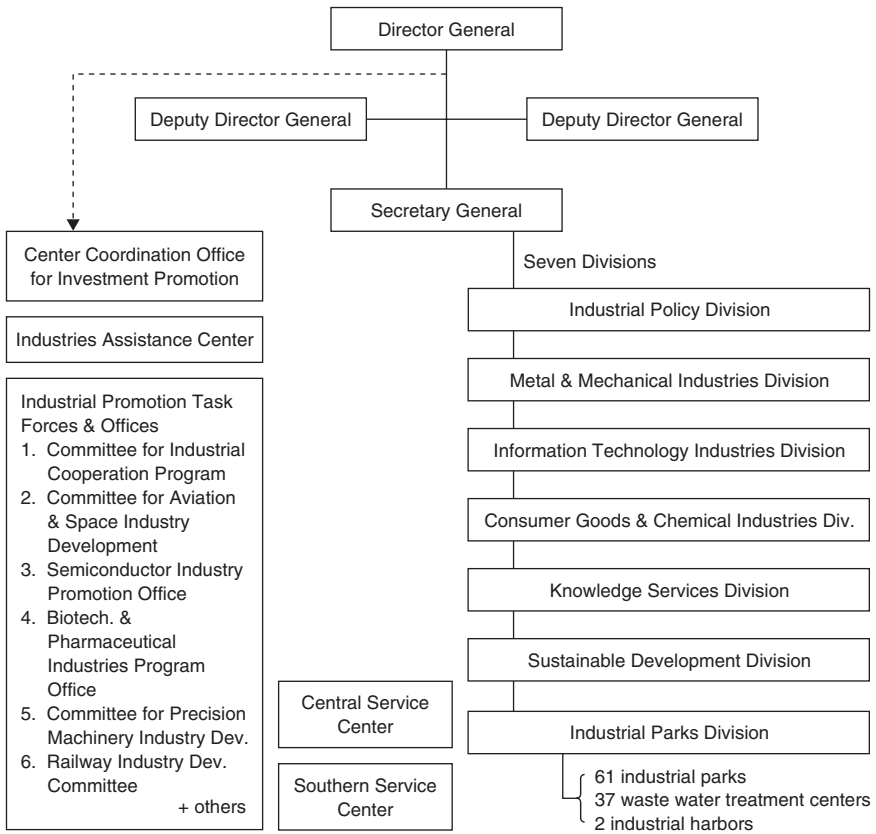 Director General
Deputy Director General
Deputy Director General
Secretary General
Center Coordination Office
for Investment Promotion
Industries Assistance Center
Industrial Promotion Task
Forces & Offices
1. Committee for Industrial
Cooperation Program
2. Committee for Aviation
& Space Industry
Development
3. Semiconductor Industry
Promotion Office
4. Biotech. &
Pharmaceutical
Industries Program
Office
5. Committee for Precision
Machinery Industry Dev.
6. Railway Industry Dev.
Committee
+ others
Central Service
Center
Southern Service
Center
Seven Divisions
Industrial Policy Division
Metal & Mechanical Industries Division
Information Technology Industries Division
Consumer Goods & Chemical Industries Div.
Knowledge Services Division
Sustainable Development Division
Industrial Parks Division
61 industrial parks
37 waste water treatment centers
2 industrial harbors